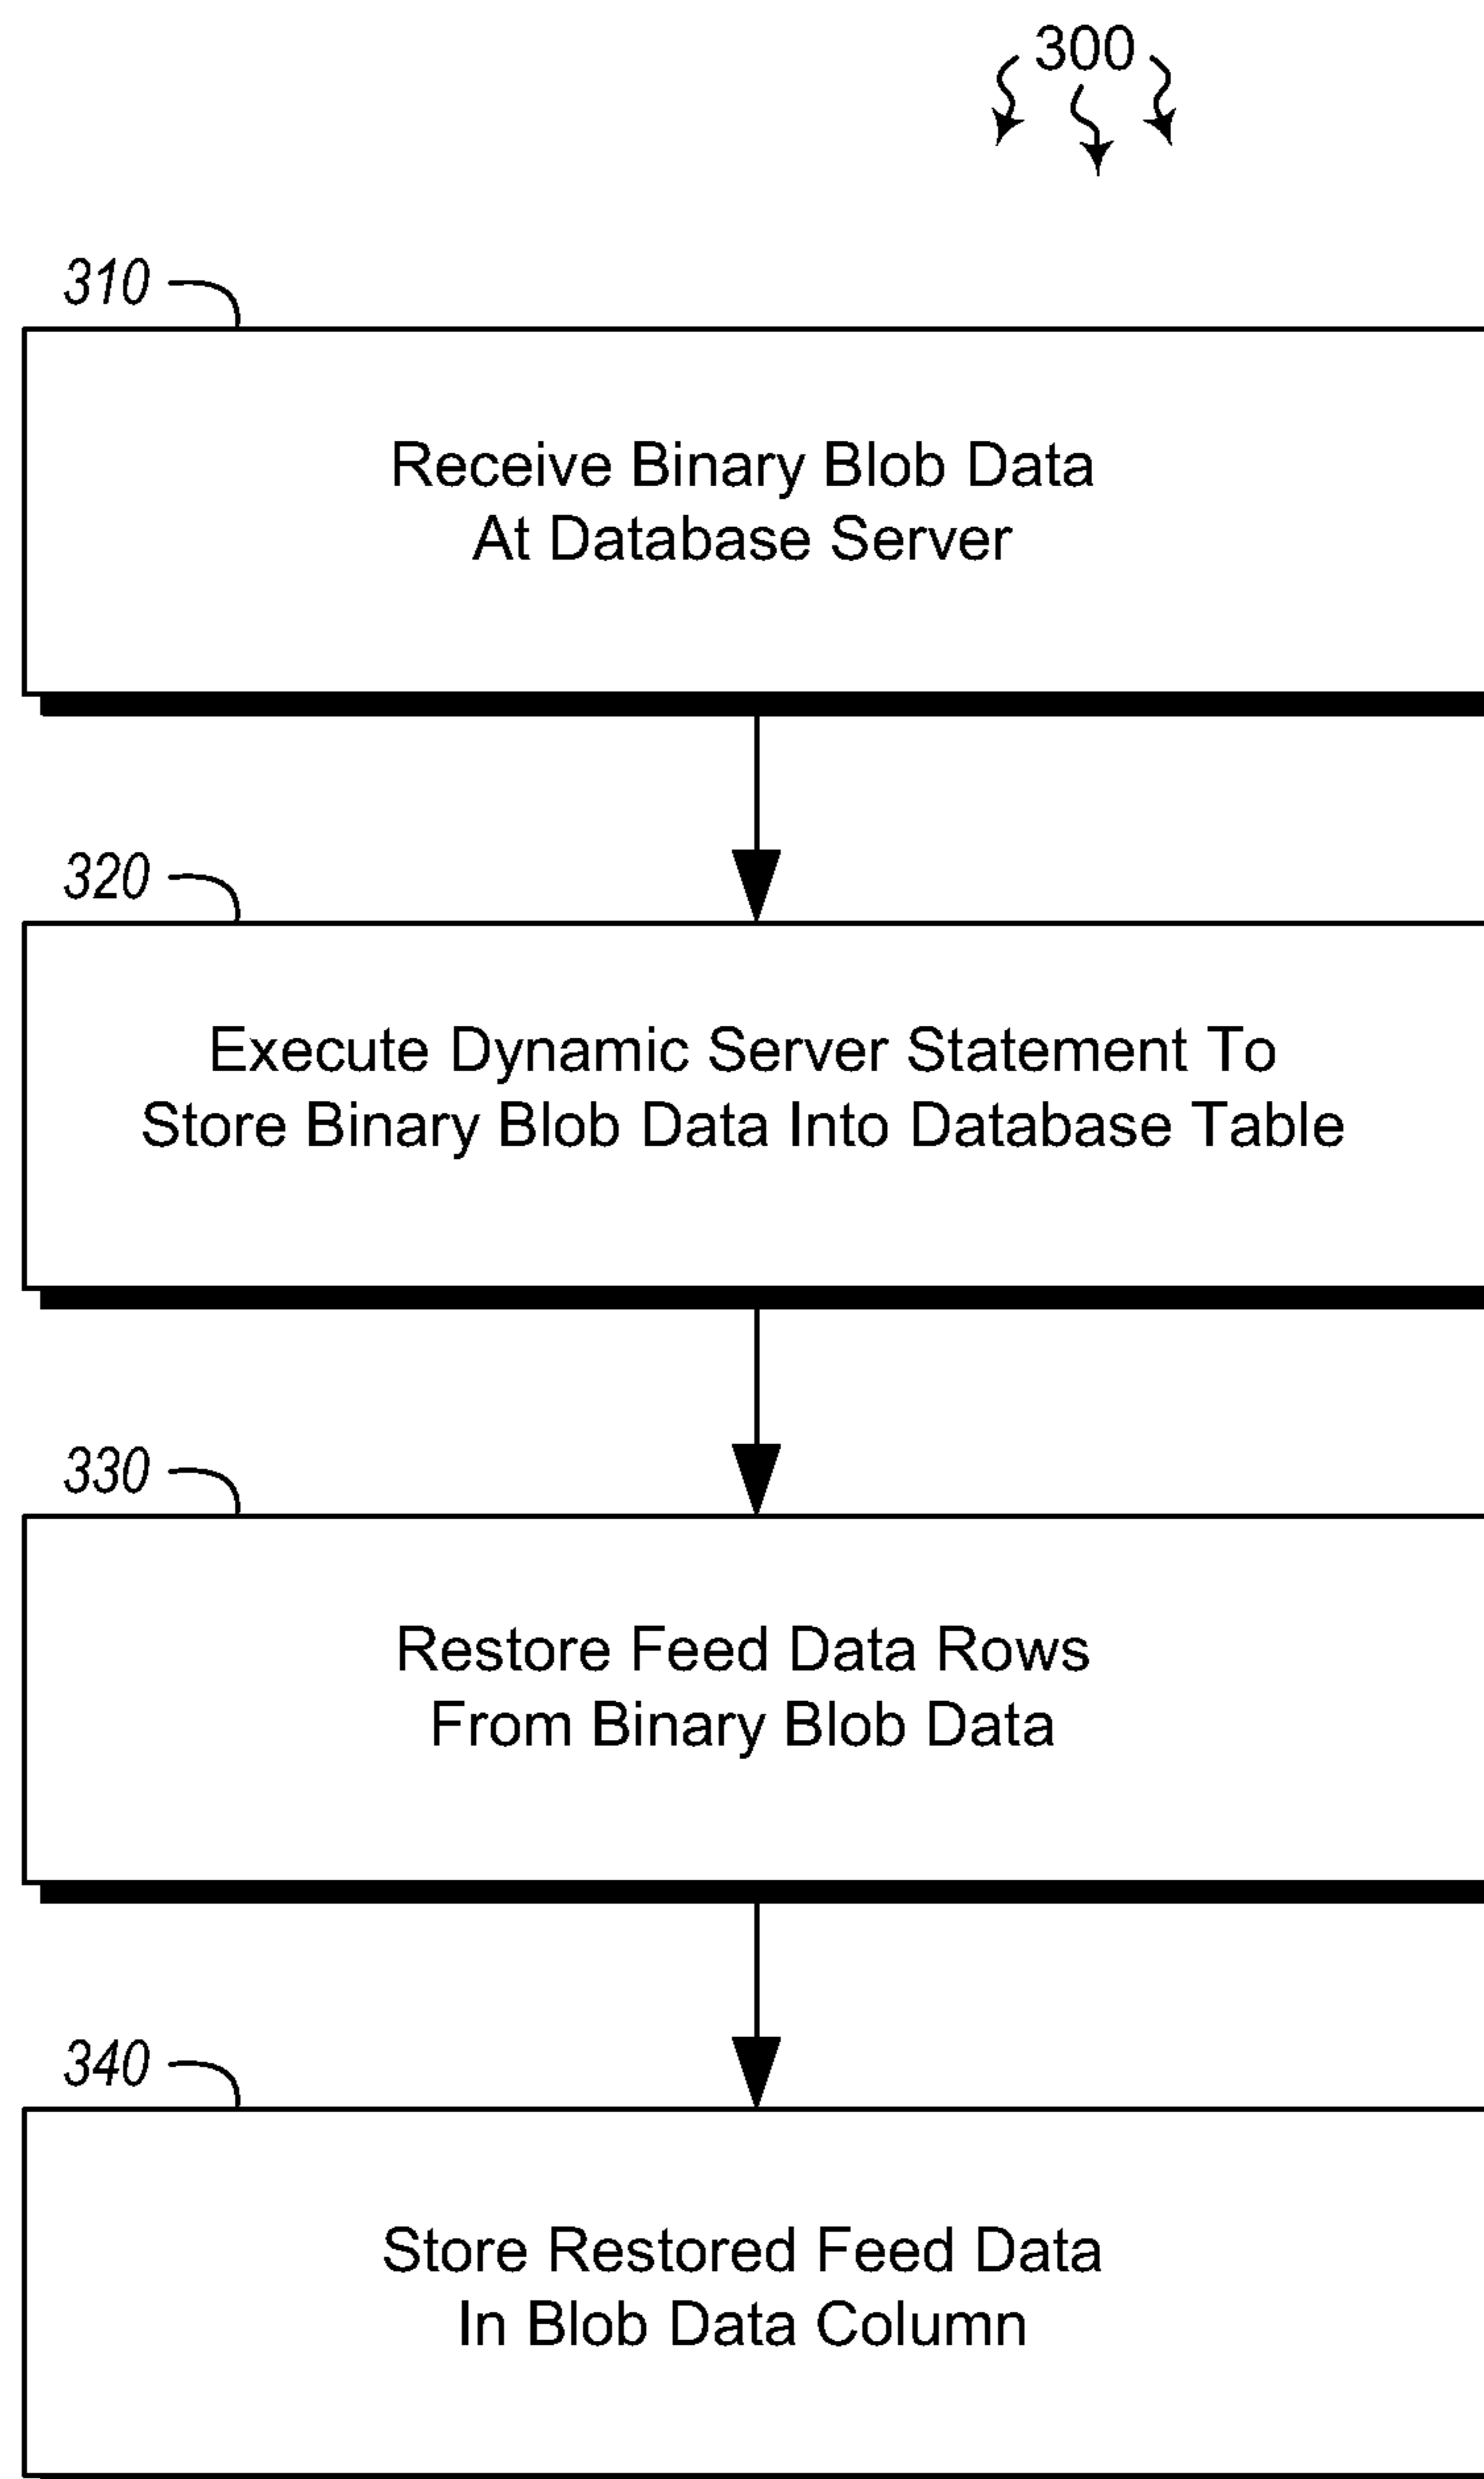 300
310
Receive Binary Blob Data
At Database Server
320
Execute Dynamic Server Statement To
Store Binary Blob Data Into Database Table
330
Restore Feed Data Rows
From Binary Blob Data
340
Store Restored Feed Data
In Blob Data Column